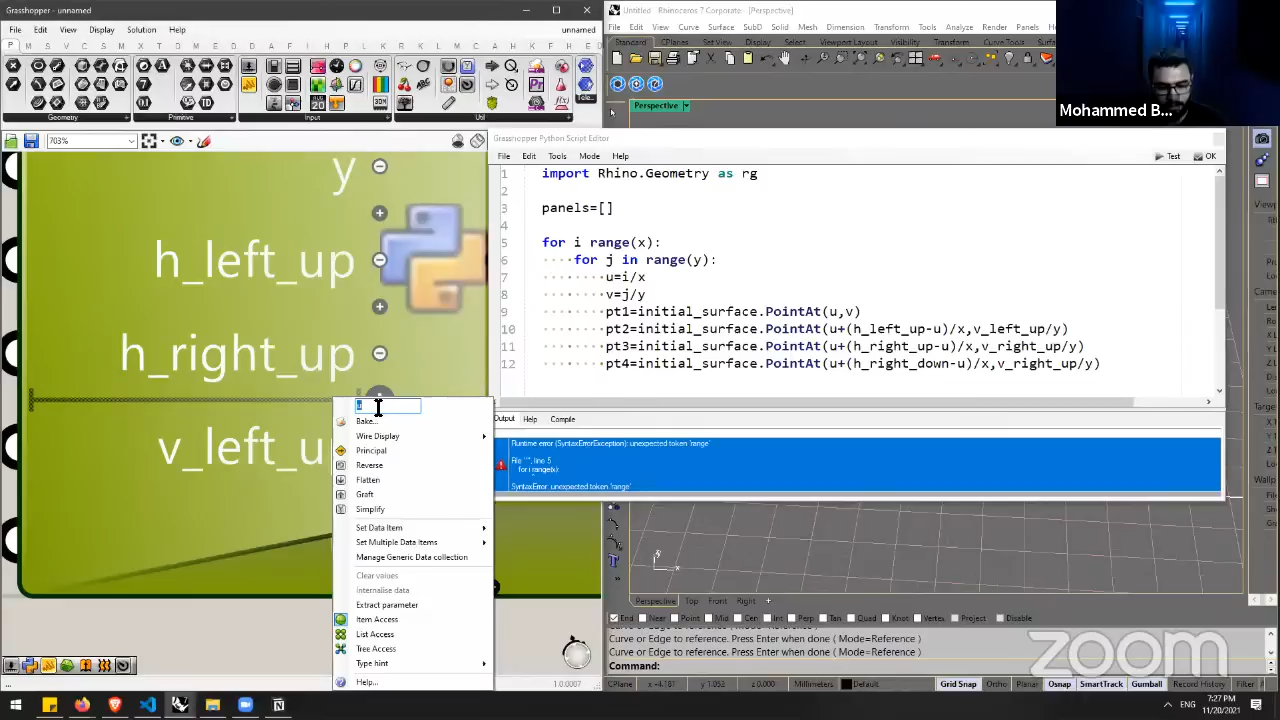 Grasshopper - unnamed
File Edit View Display Solution Help
unnamed
Geometry Primitive Input Util
703%
y
h_left_up
h_right_up
v_left_u
u
Bake...
Wire Display
Principal
Reverse
Flatten
Graft
Simplify
Set Data Item
Set Multiple Data Items
Manage Generic Data collection
Clear values
Internalise data
Extract parameter
Item Access
List Access
Tree Access
Type hint
Help...
Untitled - Rhinoceros 7 Corporate - [Perspective]
File Edit View Curve Surface SubD Solid Mesh Dimension Transform Tools Analyze Render Panels
Standard CPlanes Set View Display Select Viewport Layout Visibility Transform Curve Tools
Perspective
Mohammed B...
Grasshopper Python Script Editor
File Edit Tools Mode Help
Test OK
1 import Rhino.Geometry as rg
2
3 panels=[]
4
5 for i range(x):
6 for j in range(y):
7 u=i/x
8 v=j/y
9 pt1=initial_surface.PointAt(u,v)
10 pt2=initial_surface.PointAt(u+(h_left_up-u)/x,v_left_up/y)
11 pt3=initial_surface.PointAt(u+(h_right_up-u)/x,v_right_up/y)
12 pt4=initial_surface.PointAt(u+(h_right_down-u)/x,v_right_up/y)
Output Help Compile
Runtime error (SyntaxErrorException): unexpected token 'range'
File "", line 5
for i range(x):
SyntaxError: unexpected token 'range'
Perspective Top Front Right
End Near Point Mid Cen Int Perp Tan Quad Knot Vertex Project Disable
Curve or Edge to reference. Press Enter when done ( Mode=Reference )
Curve or Edge to reference. Press Enter when done ( Mode=Reference )
Command:
zoom
CPlane x +4.181 y 1.052 z 0.000 Millimeters Default Grid Snap Ortho Planar Osnap SmartTrack Gumball Record History Filter
1.0.0007
ENG
7:27 PM
11/20/2021